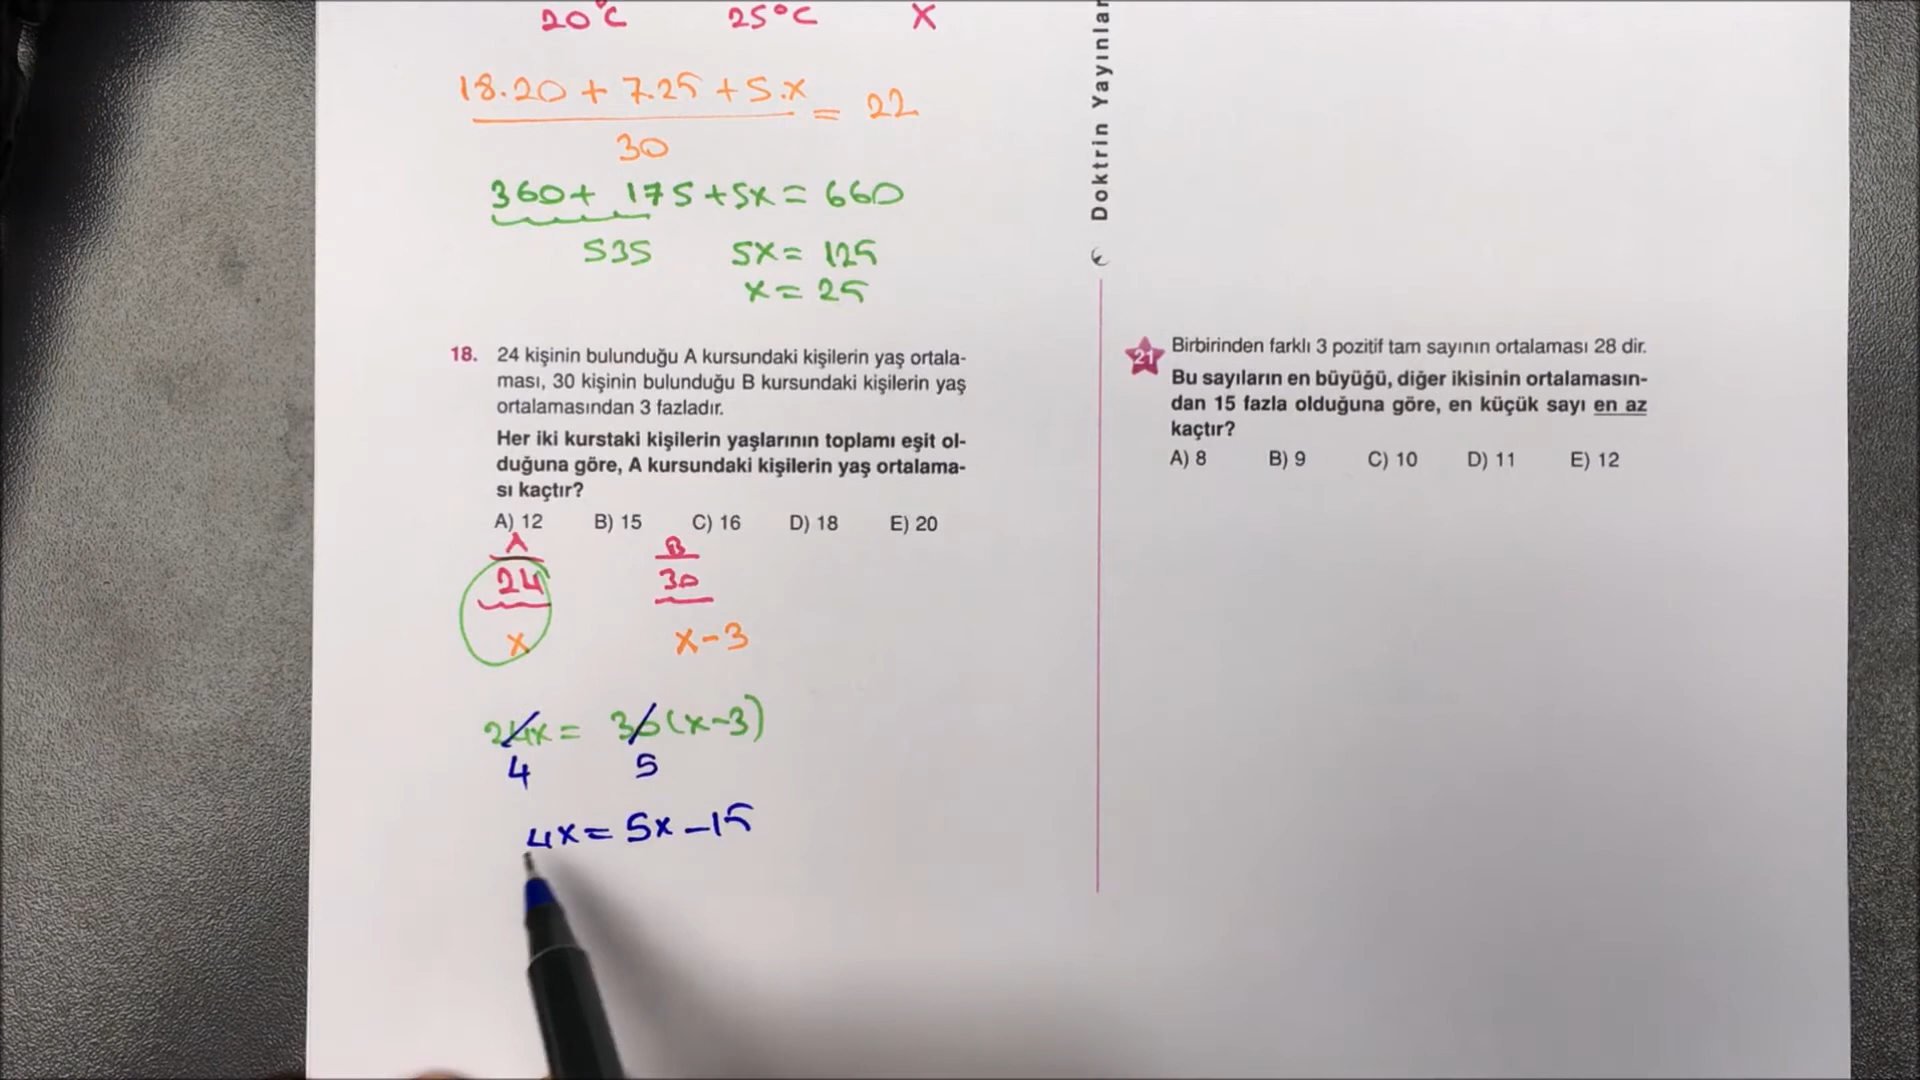 20°C 25°C x
18.20 + 7.25 + 5.x = 22
30
360 + 175 + 5x = 660
535 5x = 125
x = 25
18. 24 kişinin bulunduğu A kursundaki kişilerin yaş ortala-
ması, 30 kişinin bulunduğu B kursundaki kişilerin yaş
ortalamasından 3 fazladır.
Her iki kurstaki kişilerin yaşlarının toplamı eşit ol-
duğuna göre, A kursundaki kişilerin yaş ortalama-
sı kaçtır?
A) 12 B) 15 C) 16 D) 18 E) 20
A B
24 30
x x-3
24x = 30(x-3)
4 5
4x = 5x-15
Doktrin Yayınlar
21 Birbirinden farklı 3 pozitif tam sayının ortalaması 28 dir.
Bu sayıların en büyüğü, diğer ikisinin ortalamasın-
dan 15 fazla olduğuna göre, en küçük sayı en az
kaçtır?
A) 8 B) 9 C) 10 D) 11 E) 12